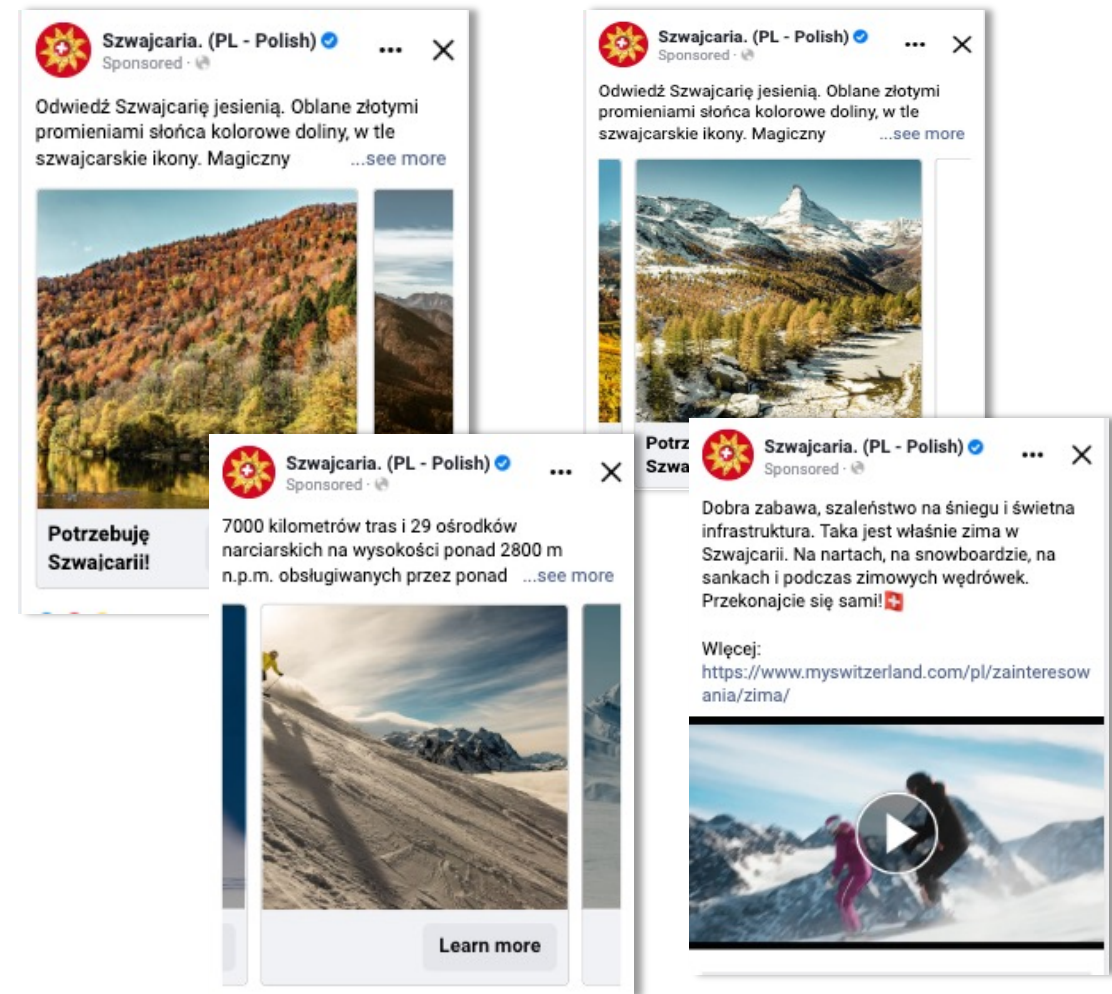 Szwajcaria. (PL - Polish)
Sponsored ·
Odwiedź Szwajcarię jesienią. Oblane złotymi
promieniami słońca kolorowe doliny, w tle
szwajcarskie ikony. Magiczny ...see more
Potrzebuję
Szwajcarii!
Szwajcaria. (PL - Polish)
Sponsored ·
Odwiedź Szwajcarię jesienią. Oblane złotymi
promieniami słońca kolorowe doliny, w tle
szwajcarskie ikony. Magiczny ...see more
Potrz
Szwa
Szwajcaria. (PL - Polish)
Sponsored ·
7000 kilometrów tras i 29 ośrodków
narciarskich na wysokości ponad 2800 m
n.p.m. obsługiwanych przez ponad ...see more
Learn more
Szwajcaria. (PL - Polish)
Sponsored ·
Dobra zabawa, szaleństwo na śniegu i świetna
infrastruktura. Taka jest właśnie zima w
Szwajcarii. Na nartach, na snowboardzie, na
sankach i podczas zimowych wędrówek.
Przekonajcie się sami!🇨🇭
WIęcej:
https://www.myswitzerland.com/pl/zainteresow
ania/zima/